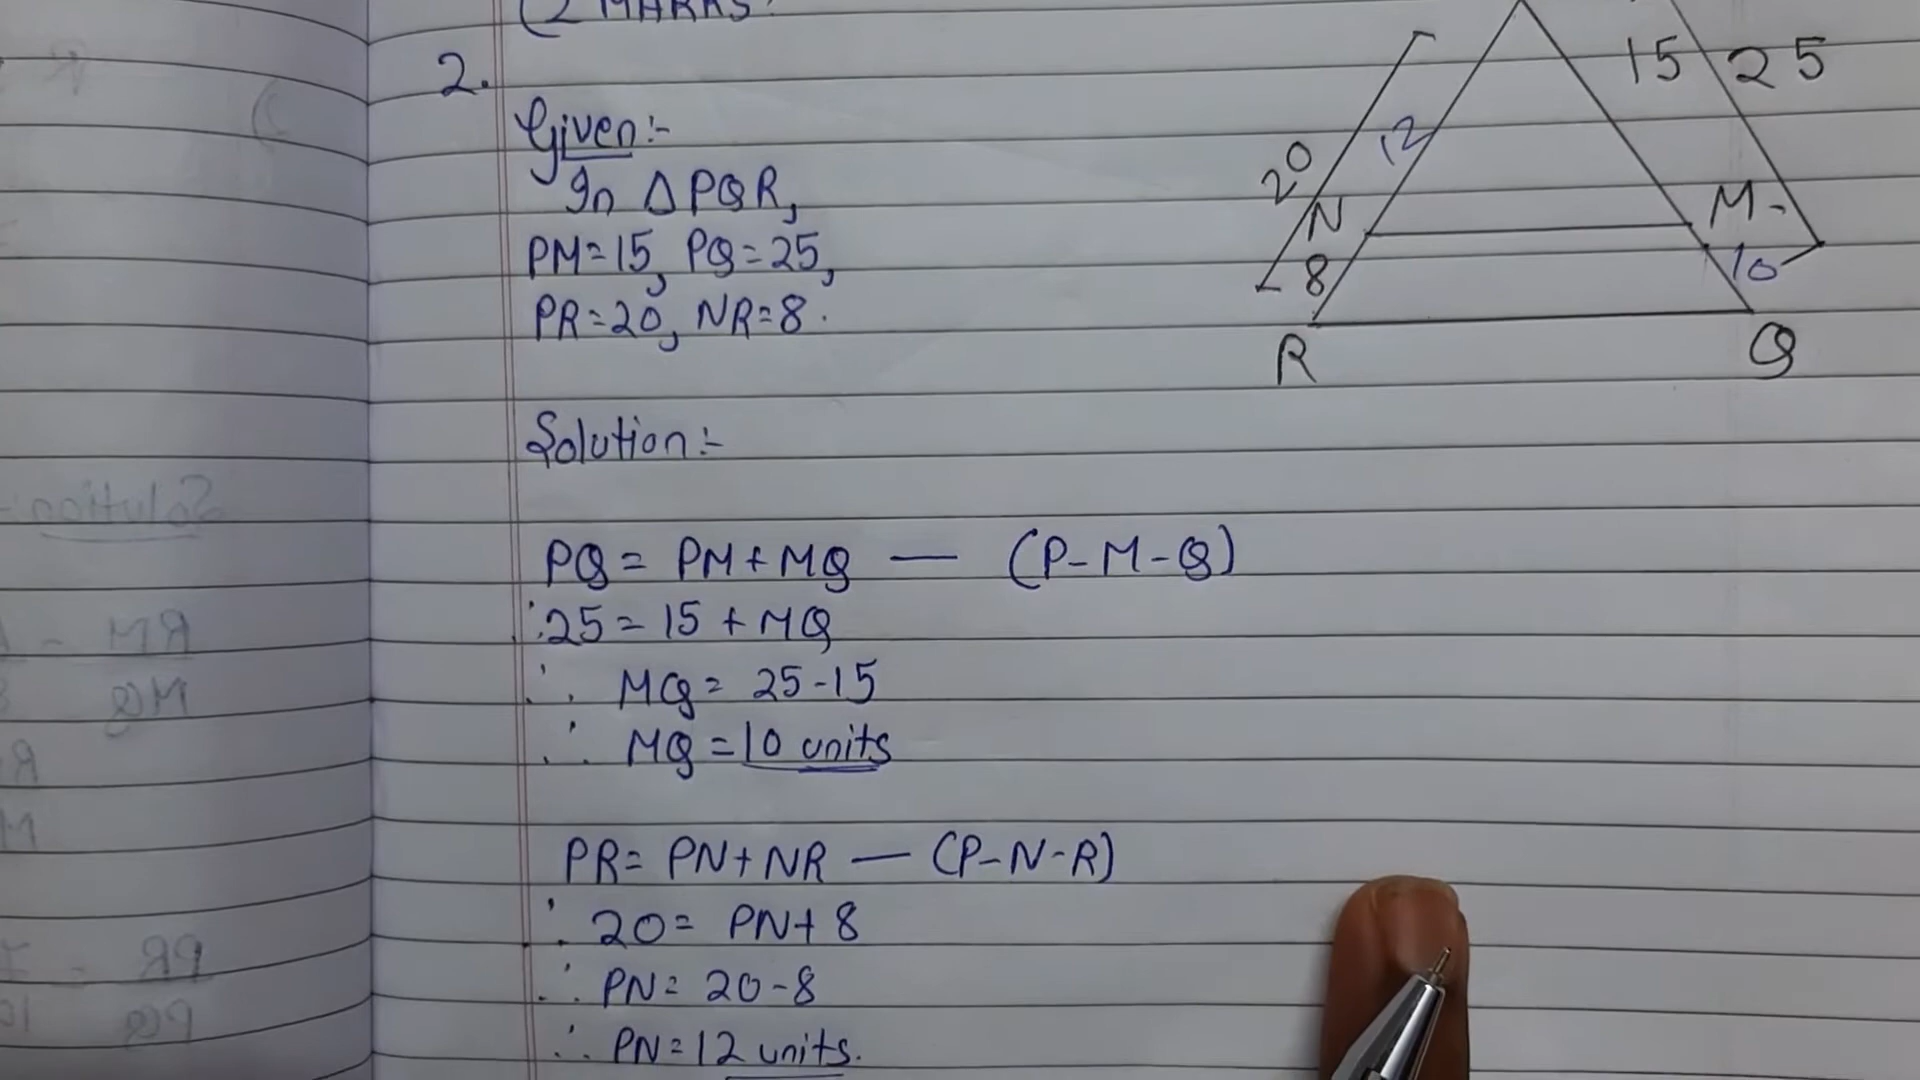 (2 MARKS
2.
Given:-
In △PQR,
PM=15, PQ=25,
PR=20, NR=8.
15 25
20 12
N M
8 10
R Q
Solution:-
PQ = PM + MQ — (P-M-Q)
∴ 25 = 15 + MQ
∴ MQ = 25-15
∴ MQ = 10 units
PR = PN + NR — (P-N-R)
∴ 20 = PN + 8
∴ PN = 20-8
∴ PN = 12 units.